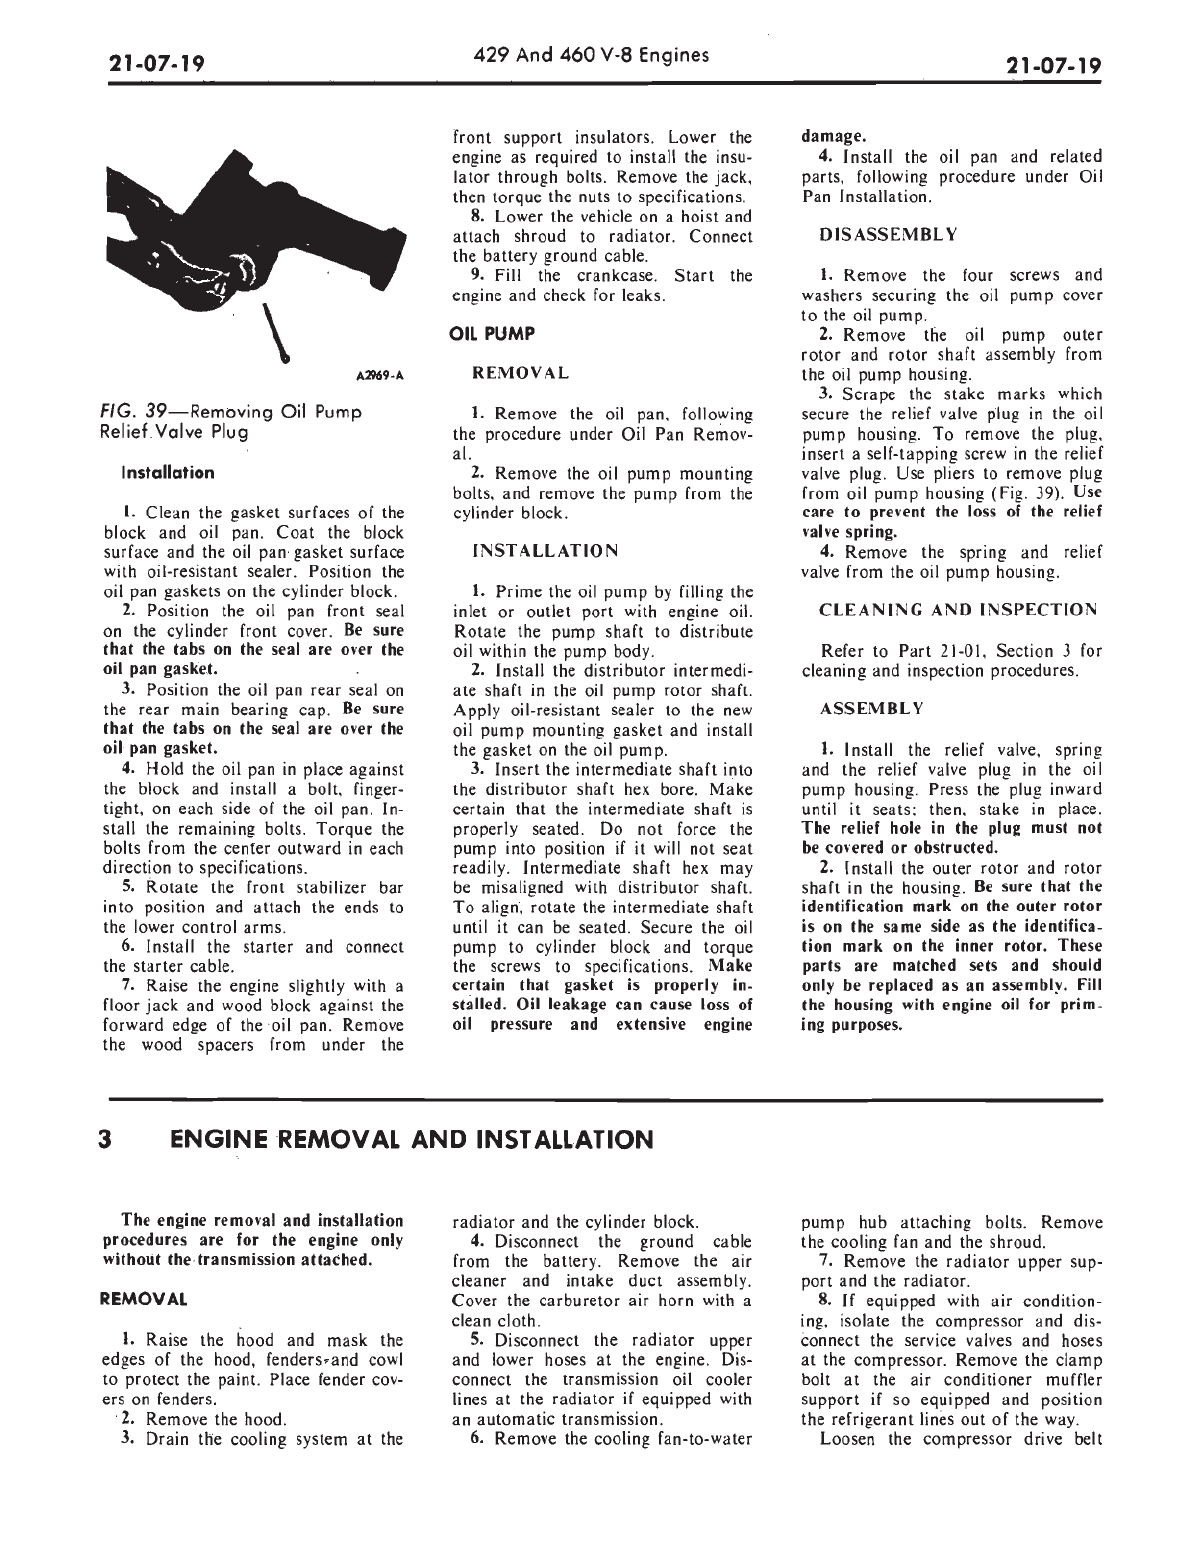 21-07-19
429 And 460 V-8 Engines
21-07-19
A2969-A
FIG. 39—Removing Oil Pump
Relief Valve Plug
Installation
1. Clean the gasket surfaces of the
block and oil pan. Coat the block
surface and the oil pan gasket surface
with oil-resistant sealer. Position the
oil pan gaskets on the cylinder block.
2. Position the oil pan front seal
on the cylinder front cover. Be sure
that the tabs on the seal are over the
oil pan gasket.
3. Position the oil pan rear seal on
the rear main bearing cap. Be sure
that the tabs on the seal are over the
oil pan gasket.
4. Hold the oil pan in place against
the block and install a bolt, finger-
tight, on each side of the oil pan. In-
stall the remaining bolts. Torque the
bolts from the center outward in each
direction to specifications.
5. Rotate the front stabilizer bar
into position and attach the ends to
the lower control arms.
6. Install the starter and connect
the starter cable.
7. Raise the engine slightly with a
floor jack and wood block against the
forward edge of the oil pan. Remove
the wood spacers from under the
front support insulators. Lower the
engine as required to install the insu-
lator through bolts. Remove the jack,
then torque the nuts to specifications.
8. Lower the vehicle on a hoist and
attach shroud to radiator. Connect
the battery ground cable.
9. Fill the crankcase. Start the
engine and check for leaks.
OIL PUMP
REMOVAL
1. Remove the oil pan, following
the procedure under Oil Pan Remov-
al.
2. Remove the oil pump mounting
bolts, and remove the pump from the
cylinder block.
INSTALLATION
1. Prime the oil pump by filling the
inlet or outlet port with engine oil.
Rotate the pump shaft to distribute
oil within the pump body.
2. Install the distributor intermedi-
ate shaft in the oil pump rotor shaft.
Apply oil-resistant sealer to the new
oil pump mounting gasket and install
the gasket on the oil pump.
3. Insert the intermediate shaft into
the distributor shaft hex bore. Make
certain that the intermediate shaft is
properly seated. Do not force the
pump into position if it will not seat
readily. Intermediate shaft hex may
be misaligned with distributor shaft.
To align, rotate the intermediate shaft
until it can be seated. Secure the oil
pump to cylinder block and torque
the screws to specifications. Make
certain that gasket is properly in-
stalled. Oil leakage can cause loss of
oil pressure and extensive engine
damage.
4. Install the oil pan and related
parts, following procedure under Oil
Pan Installation.
DISASSEMBLY
1. Remove the four screws and
washers securing the oil pump cover
to the oil pump.
2. Remove the oil pump outer
rotor and rotor shaft assembly from
the oil pump housing.
3. Scrape the stake marks which
secure the relief valve plug in the oil
pump housing. To remove the plug,
insert a self-tapping screw in the relief
valve plug. Use pliers to remove plug
from oil pump housing (Fig. 39). Use
care to prevent the loss of the relief
valve spring.
4. Remove the spring and relief
valve from the oil pump housing.
CLEANING AND INSPECTION
Refer to Part 21-01, Section 3 for
cleaning and inspection procedures.
ASSEMBLY
1. Install the relief valve, spring
and the relief valve plug in the oil
pump housing. Press the plug inward
until it seats; then, stake in place.
The relief hole in the plug must not
be covered or obstructed.
2. Install the outer rotor and rotor
shaft in the housing. Be sure that the
identification mark on the outer rotor
is on the same side as the identifica-
tion mark on the inner rotor. These
parts are matched sets and should
only be replaced as an assembly. Fill
the housing with engine oil for prim-
ing purposes.
3 ENGINE REMOVAL AND INSTALLATION
The engine removal and installation
procedures are for the engine only
without the transmission attached.
REMOVAL
1. Raise the hood and mask the
edges of the hood, fenders and cowl
to protect the paint. Place fender cov-
ers on fenders.
2. Remove the hood.
3. Drain the cooling system at the
radiator and the cylinder block.
4. Disconnect the ground cable
from the battery. Remove the air
cleaner and intake duct assembly.
Cover the carburetor air horn with a
clean cloth.
5. Disconnect the radiator upper
and lower hoses at the engine. Dis-
connect the transmission oil cooler
lines at the radiator if equipped with
an automatic transmission.
6. Remove the cooling fan-to-water
pump hub attaching bolts. Remove
the cooling fan and the shroud.
7. Remove the radiator upper sup-
port and the radiator.
8. If equipped with air condition-
ing, isolate the compressor and dis-
connect the service valves and hoses
at the compressor. Remove the clamp
bolt at the air conditioner muffler
support if so equipped and position
the refrigerant lines out of the way.
Loosen the compressor drive belt